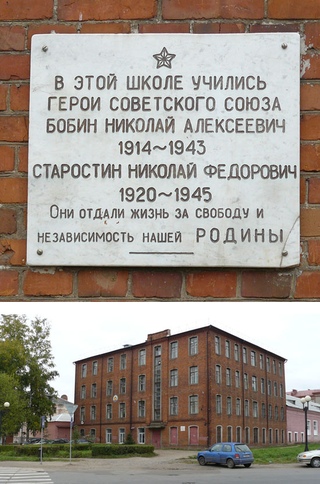 В ЭТОЙ ШКОЛЕ УЧИЛИСЬ
ГЕРОИ СОВЕТСКОГО СОЮЗА
БОБИН НИКОЛАЙ АЛЕКСЕЕВИЧ
1914~1943
СТАРОСТИН НИКОЛАЙ ФЕДОРОВИЧ
1920~1945
ОНИ ОТДАЛИ ЖИЗНЬ ЗА СВОБОДУ И
НЕЗАВИСИМОСТЬ НАШЕЙ РОДИНЫ